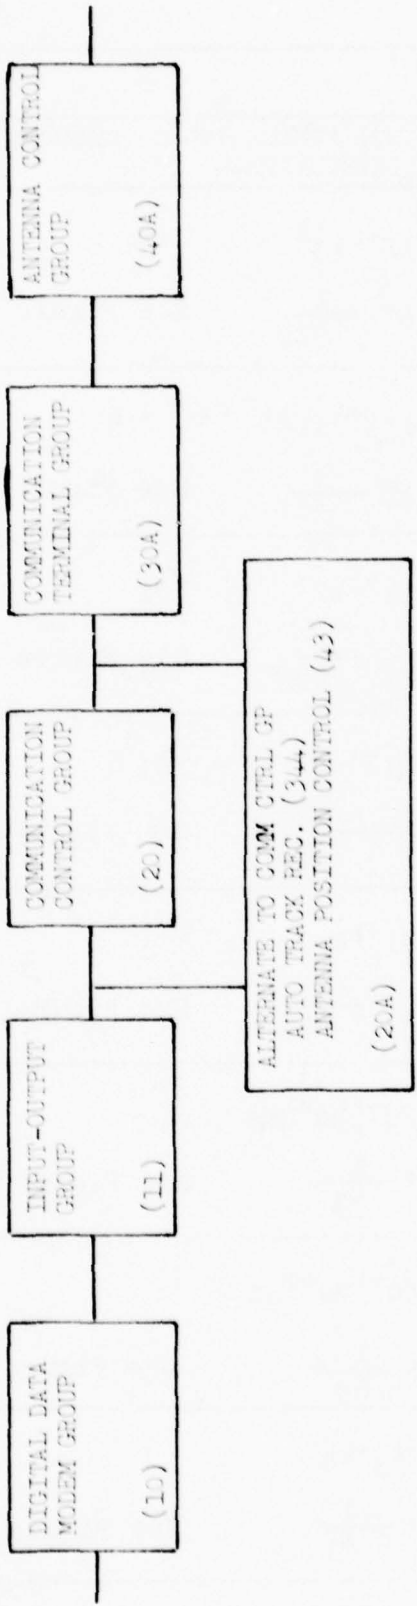 DIGITAL DATA
MODEM GROUP
(10)
INPUT-OUTPUT
GROUP
(11)
COMMUNICATION
CONTROL GROUP
(20)
COMMUNICATION
TERMINAL GROUP
(30A)
ANTENNA CONTROL
GROUP
(40A)
ALTERNATE TO COMM CTRL GP
AUTO TRACK REC. (344)
ANTENNA POSITION CONTROL (43)
(20A)